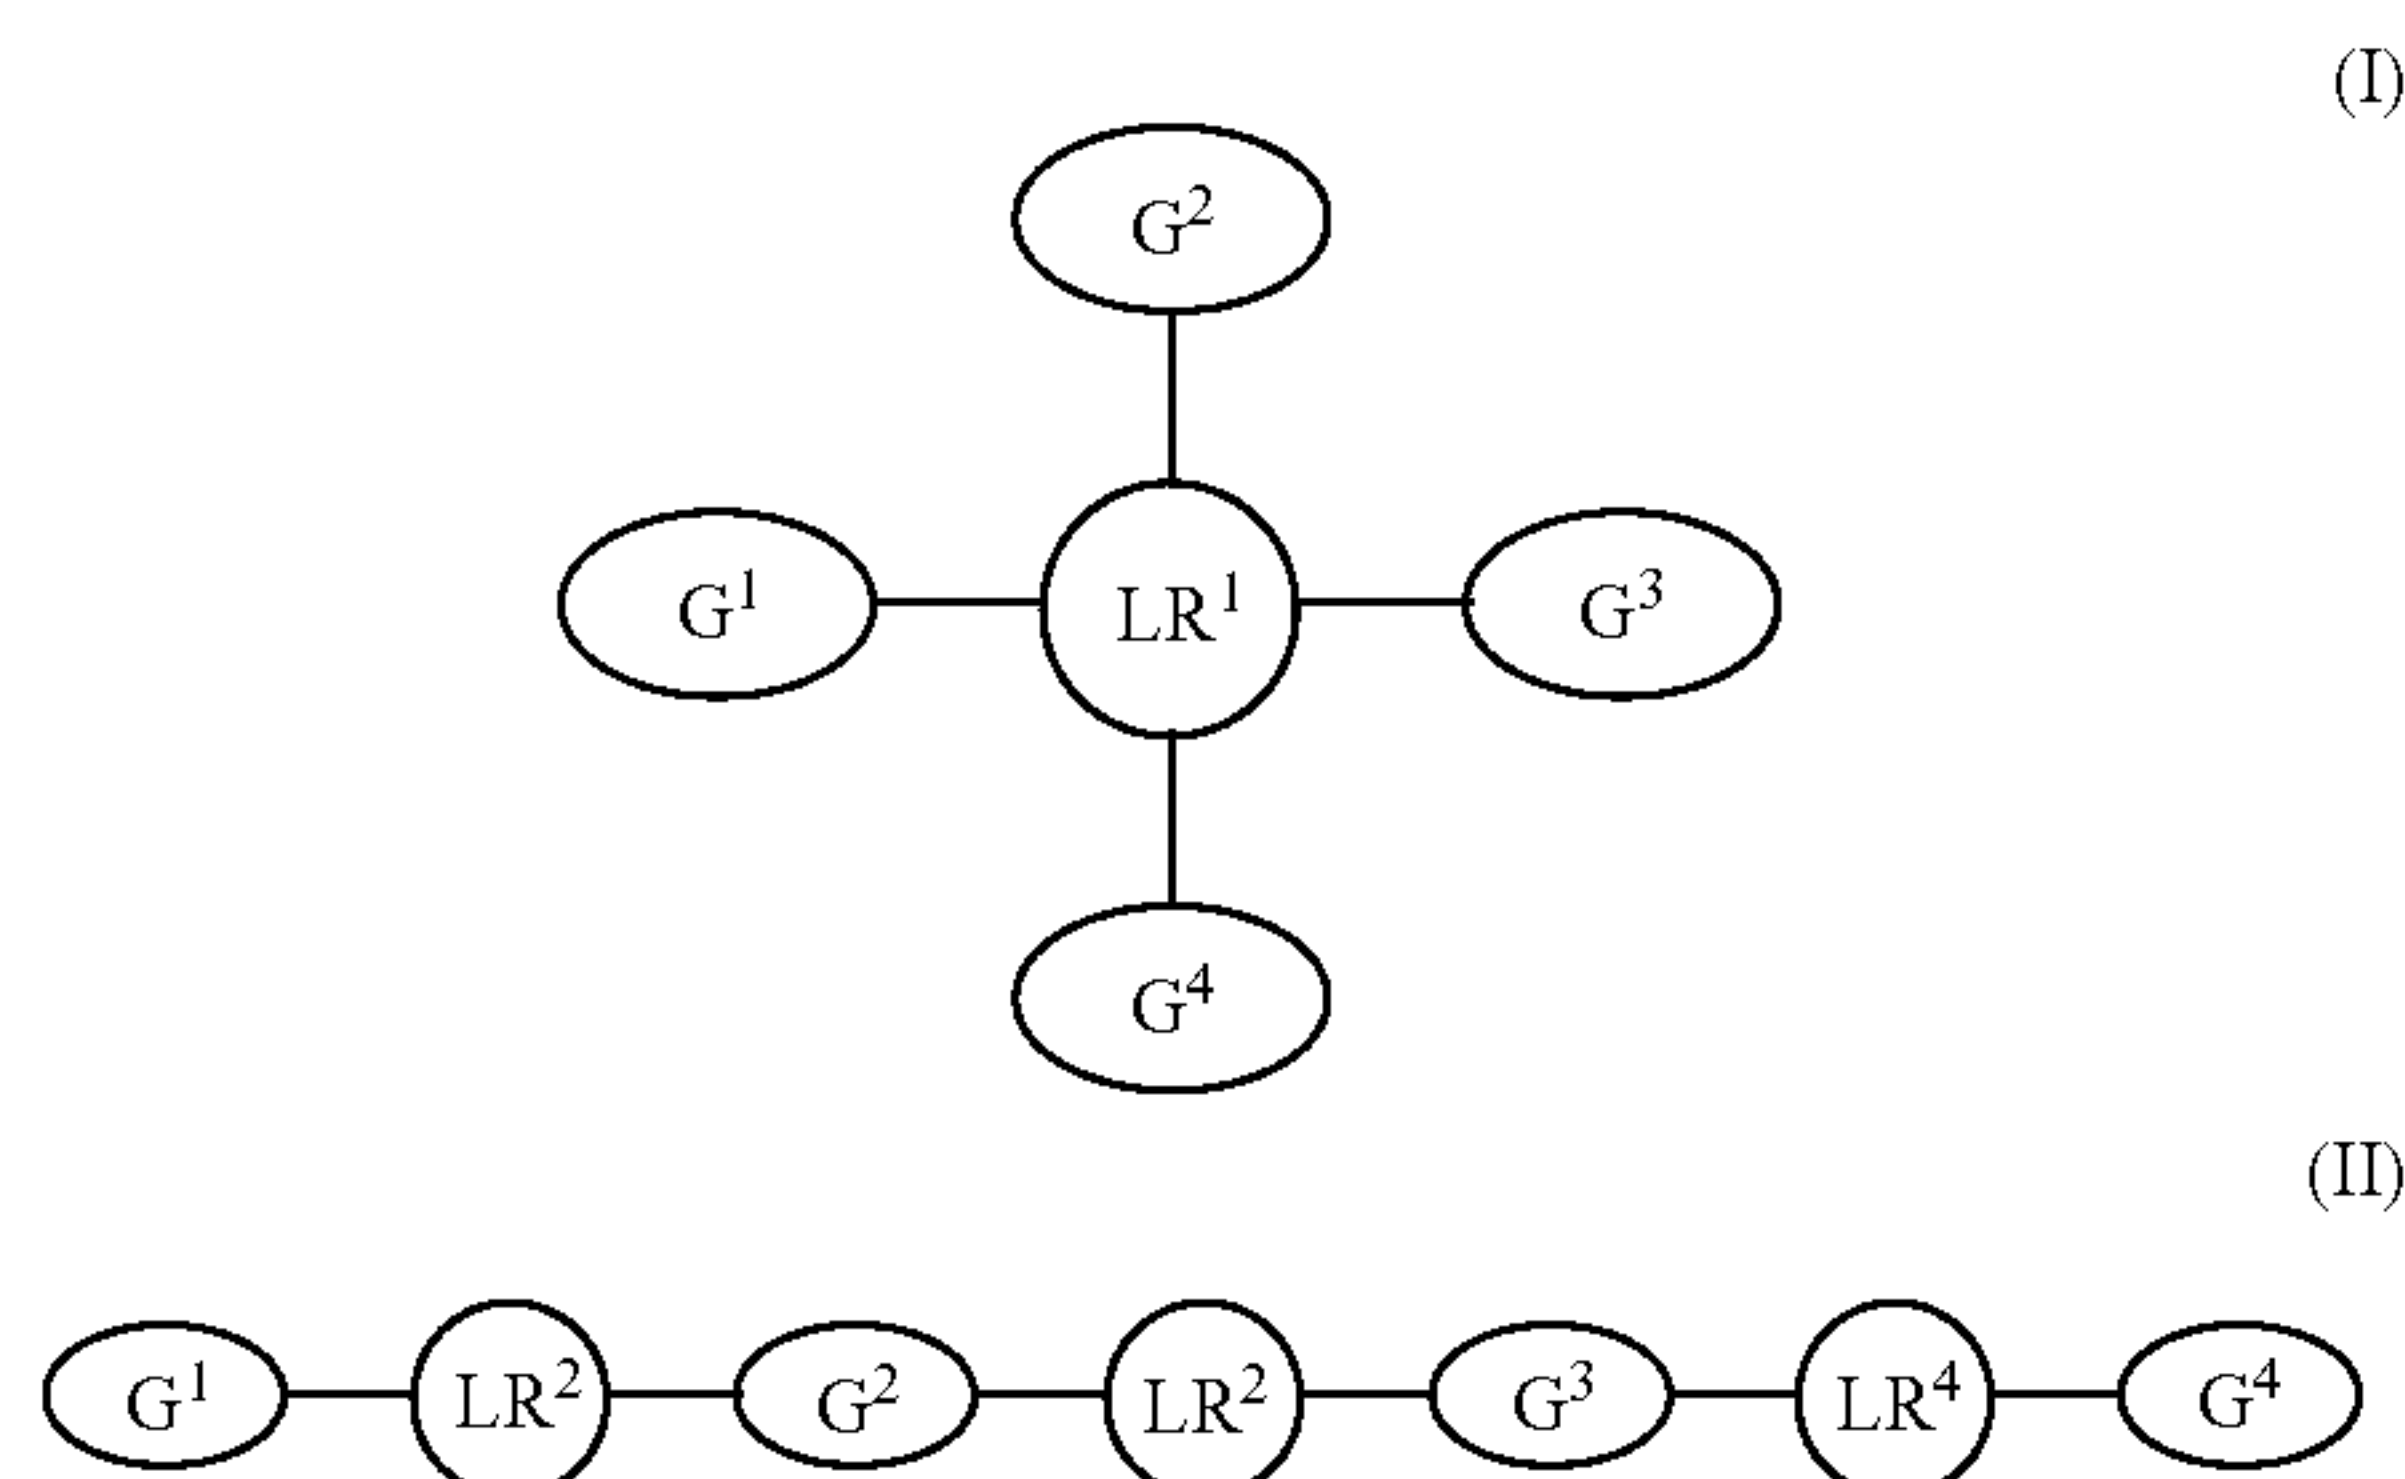 (I)
G²
G¹ LR¹ G³
G⁴
(II)
G¹ LR² G² LR² G³ LR⁴ G⁴